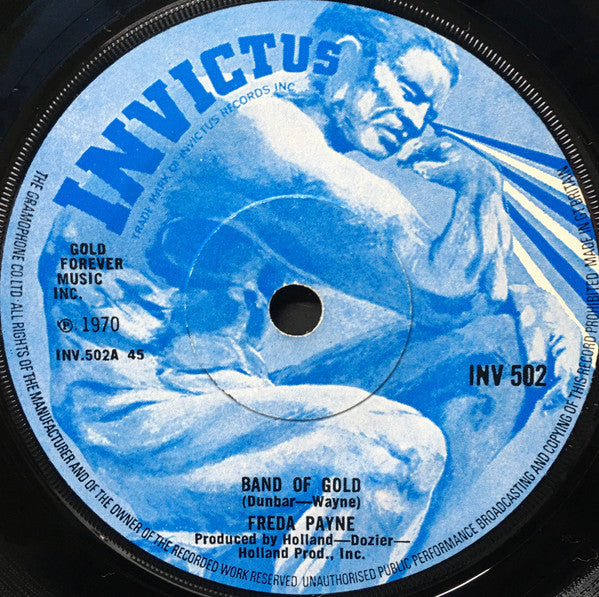 INVICTUS
TRADE MARK OF INVICTUS RECORDS INC.
GOLD
FOREVER
MUSIC
INC.
℗ 1970
INV.502A 45
INV 502
BAND OF GOLD
(Dunbar—Wayne)
FREDA PAYNE
Produced by Holland—Dozier—
Holland Prod., Inc.
THE GRAMOPHONE CO.LTD. ALL RIGHTS OF THE MANUFACTURER AND OF THE OWNER OF THE RECORDED WORK RESERVED. UNAUTHORISED PUBLIC PERFORMANCE BROADCASTING AND COPYING OF THIS RECORD PROHIBITED · MADE IN GT.BRITAIN